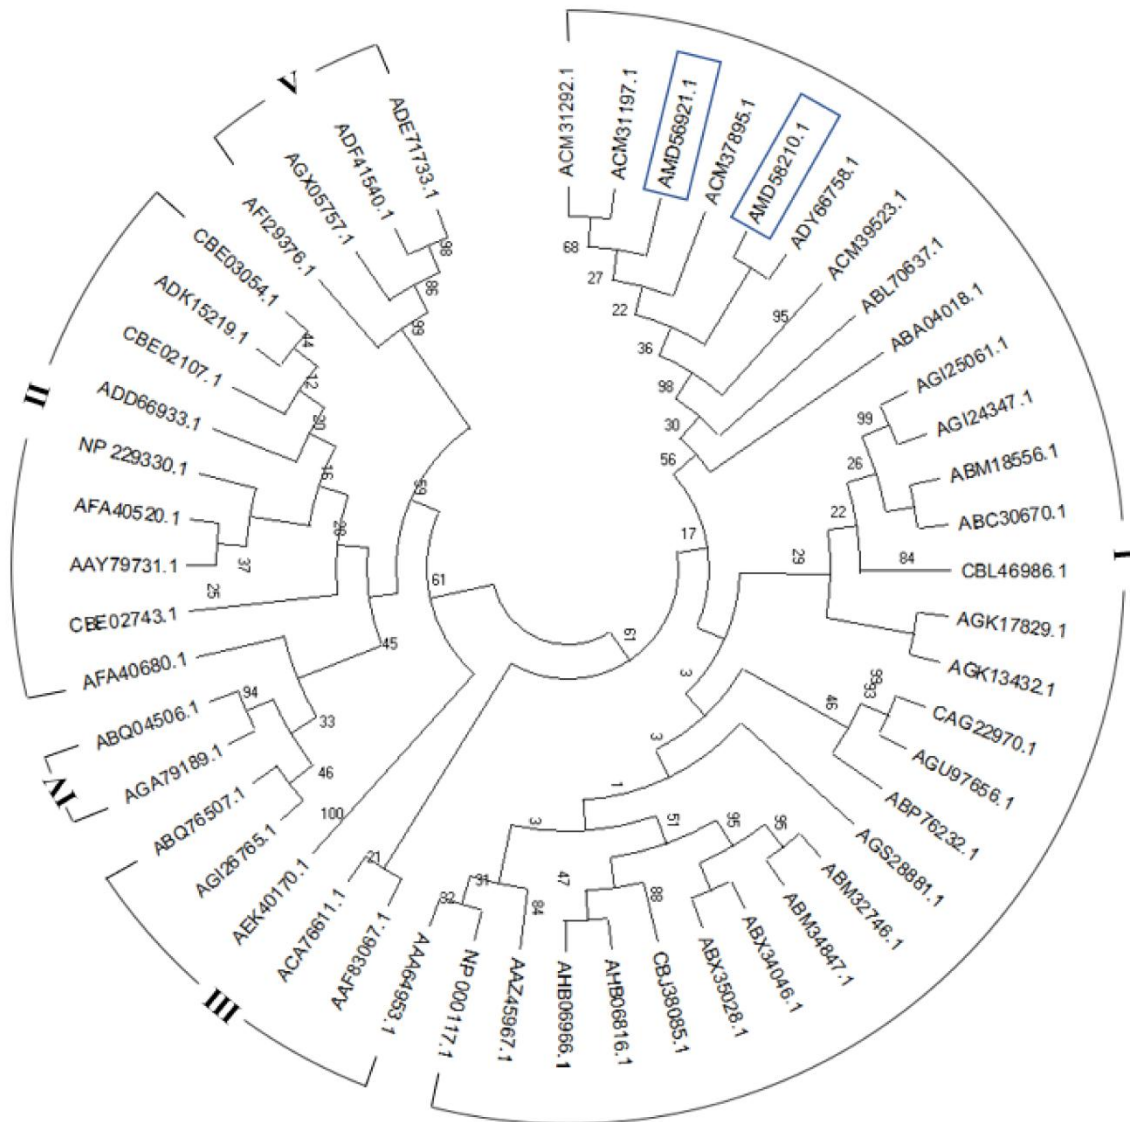 ACM31292.1
ACM31197.1
AMD56921.1
ACM37895.1
AMD58210.1
ADY66758.1
ACM39523.1
ABL70637.1
ABA04018.1
AGI25061.1
AGI24347.1
ABM18556.1
ABC30670.1
CBL46986.1
AGK17829.1
AGK13432.1
CAG22970.1
AGU97656.1
ABP76232.1
AGS28881.1
ABM32746.1
ABM34847.1
ABX34046.1
ABX35028.1
CBJ38085.1
AHB06816.1
AHB06966.1
AAZ45967.1
NP 000117.1
AAA64953.1
AAF83067.1
ACA76611.1
AEK40170.1
AGI26765.1
ABQ76507.1
AGA79189.1
ABQ04506.1
AFA40680.1
CBE02743.1
AAY79731.1
AFA40520.1
NP 229330.1
ADD66933.1
CBE02107.1
ADK15219.1
CBE03054.1
AFI29376.1
AGX05757.1
ADF41540.1
ADE71733.1
I
II
III
IV
V
68
27
22
36
95
98
30
56
17
99
26
22
84
29
3
99
93
46
3
1
95
95
51
88
47
3
84
31
82
21
100
46
33
94
45
25
37
28
16
20
12
44
59
61
61
99
86
98